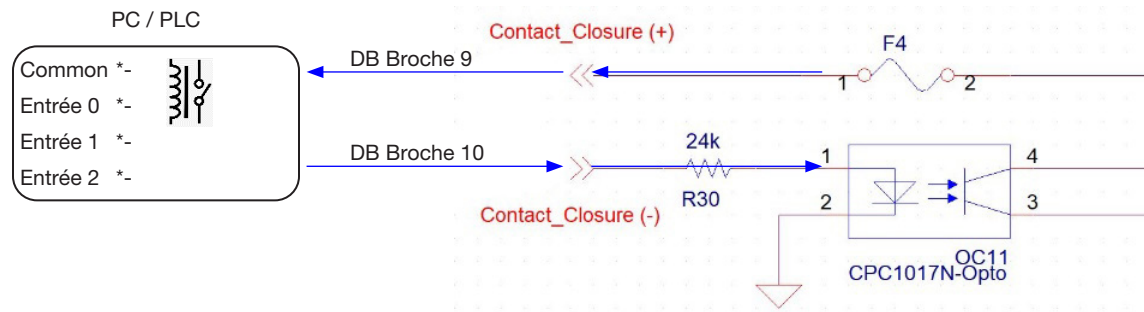 PC / PLC
Common *-
Entrée 0 *-
Entrée 1 *-
Entrée 2 *-
DB Broche 9
DB Broche 10
Contact_Closure (+)
F4
1
2
24k
R30
Contact_Closure (-)
1
2
4
3
OC11
CPC1017N-Opto